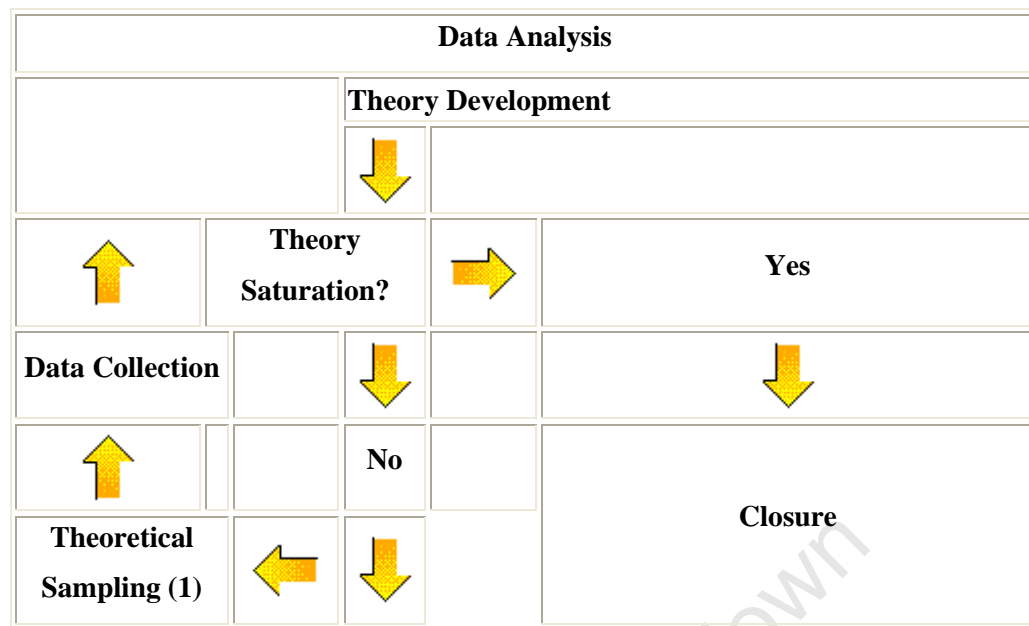 Data Analysis
Theory Development
Theory
Saturation?
Yes
Data Collection
No
Closure
Theoretical
Sampling (1)